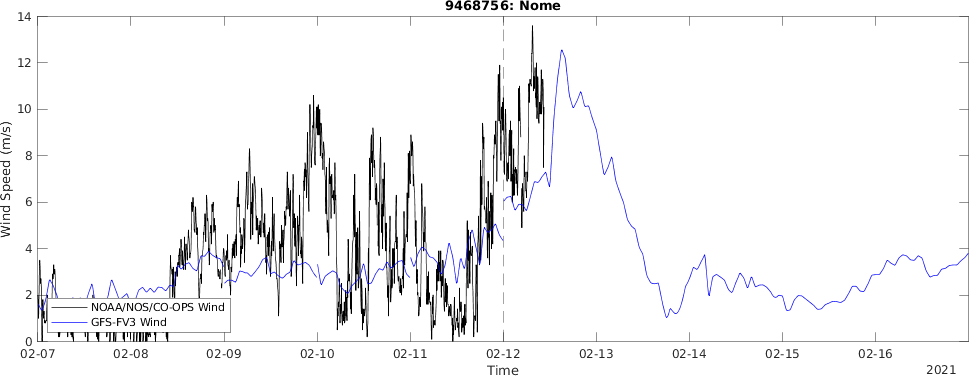 9468756: Nome
14
12
10
8
6
4
2
0
Wind Speed (m/s)
NOAA/NOS/CO-OPS Wind
GFS-FV3 Wind
02-07 02-08 02-09 02-10 02-11 02-12 02-13 02-14 02-15 02-16
Time
2021